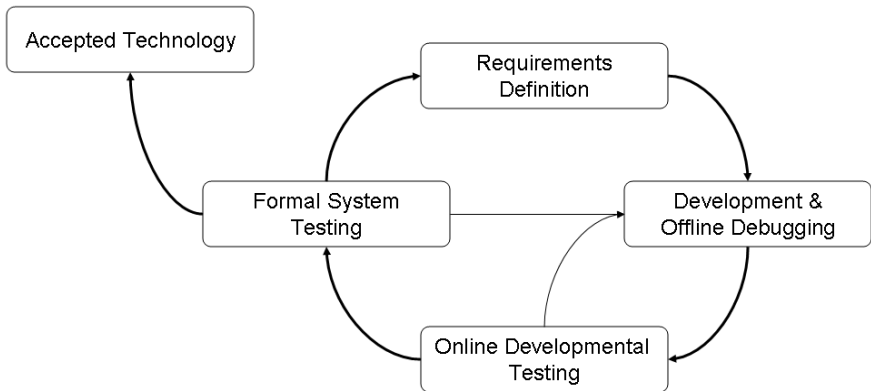 Accepted Technology
Requirements
Definition
Formal System
Testing
Development &
Offline Debugging
Online Developmental
Testing